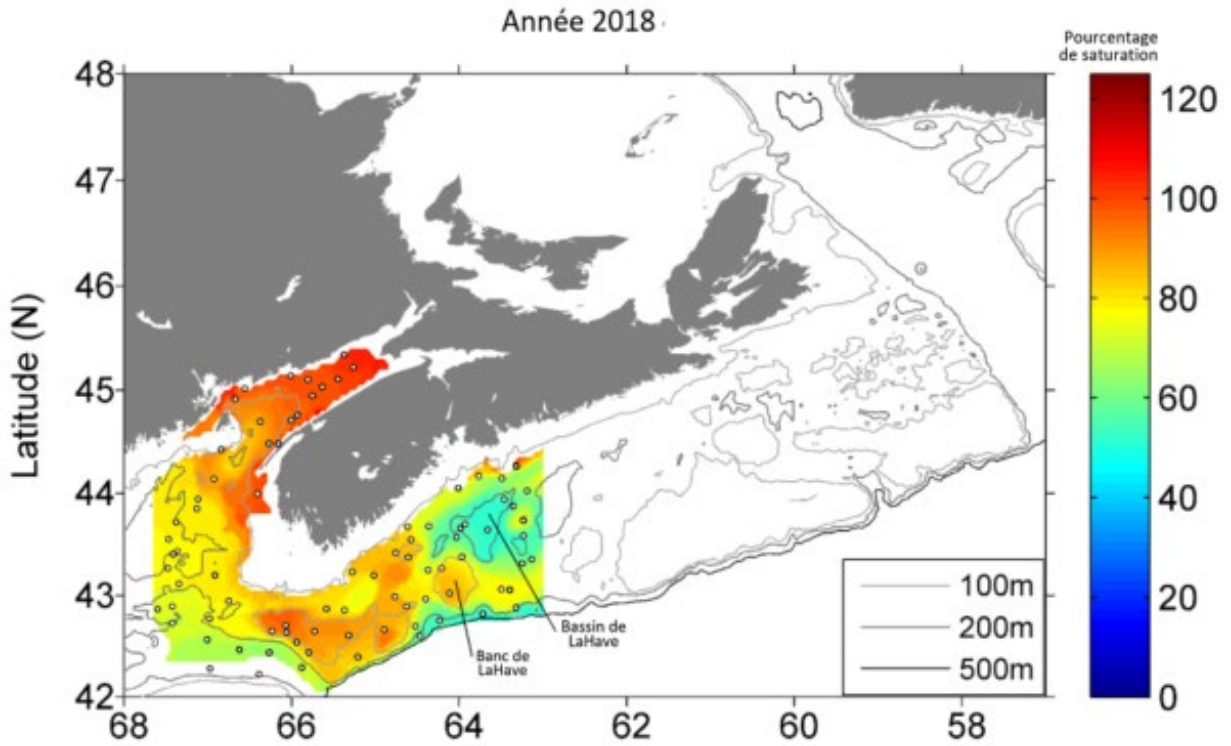 Année 2018
Pourcentage
de saturation
48
47
46
45
44
43
42
Latitude (N)
68
66
64
62
60
58
Bassin de
LaHave
Banc de
LaHave
100m
200m
500m
120
100
80
60
40
20
0